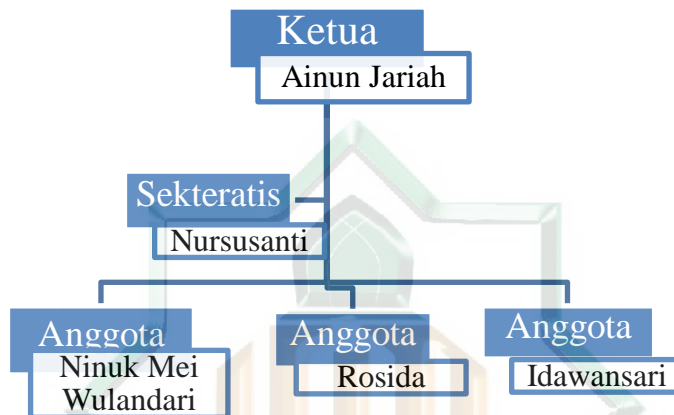 Ketua
Ainun Jariah
Sekteratis
Nursusanti
Anggota
Ninuk Mei
Wulandari
Anggota
Rosida
Anggota
Idawansari